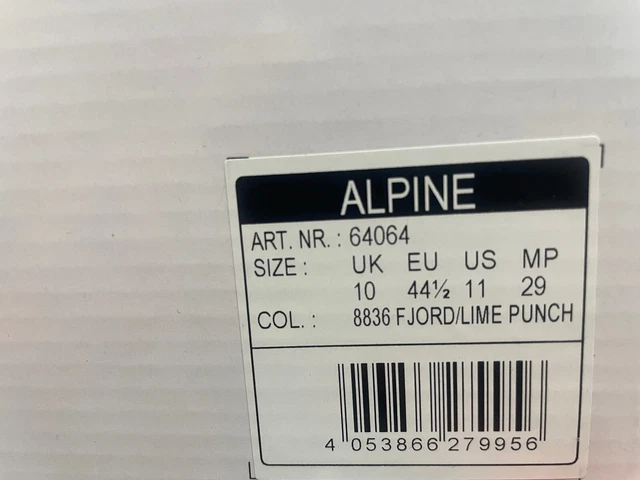 ALPINE
ART. NR. : 64064
SIZE : UK EU US MP
10 44½ 11 29
COL. : 8836 FJORD/LIME PUNCH
4 053866 279956